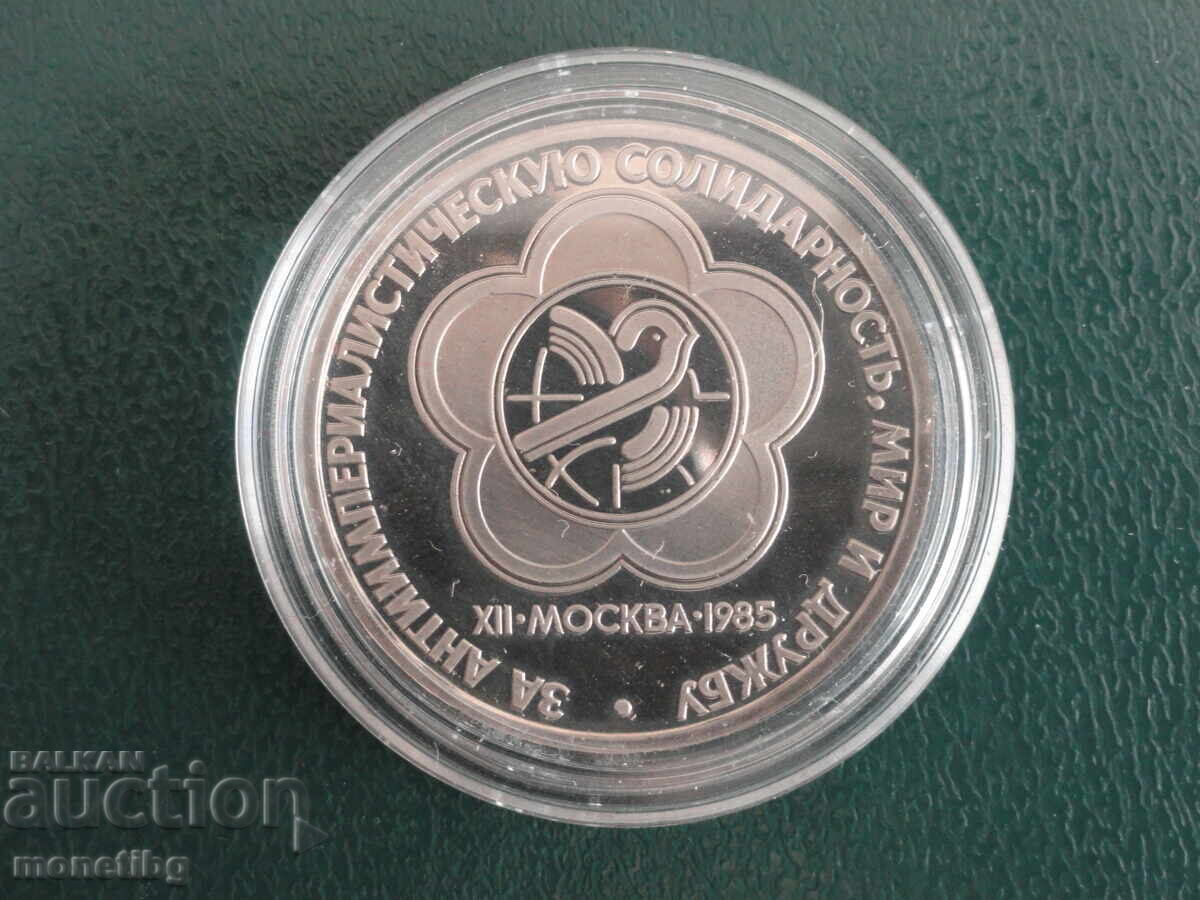 ЗА АНТИИМПЕРИАЛИСТИЧЕСКУЮ СОЛИДАРНОСТЬ, МИР И ДРУЖБУ •
XII•МОСКВА•1985
BALKAN
auction
monetibg